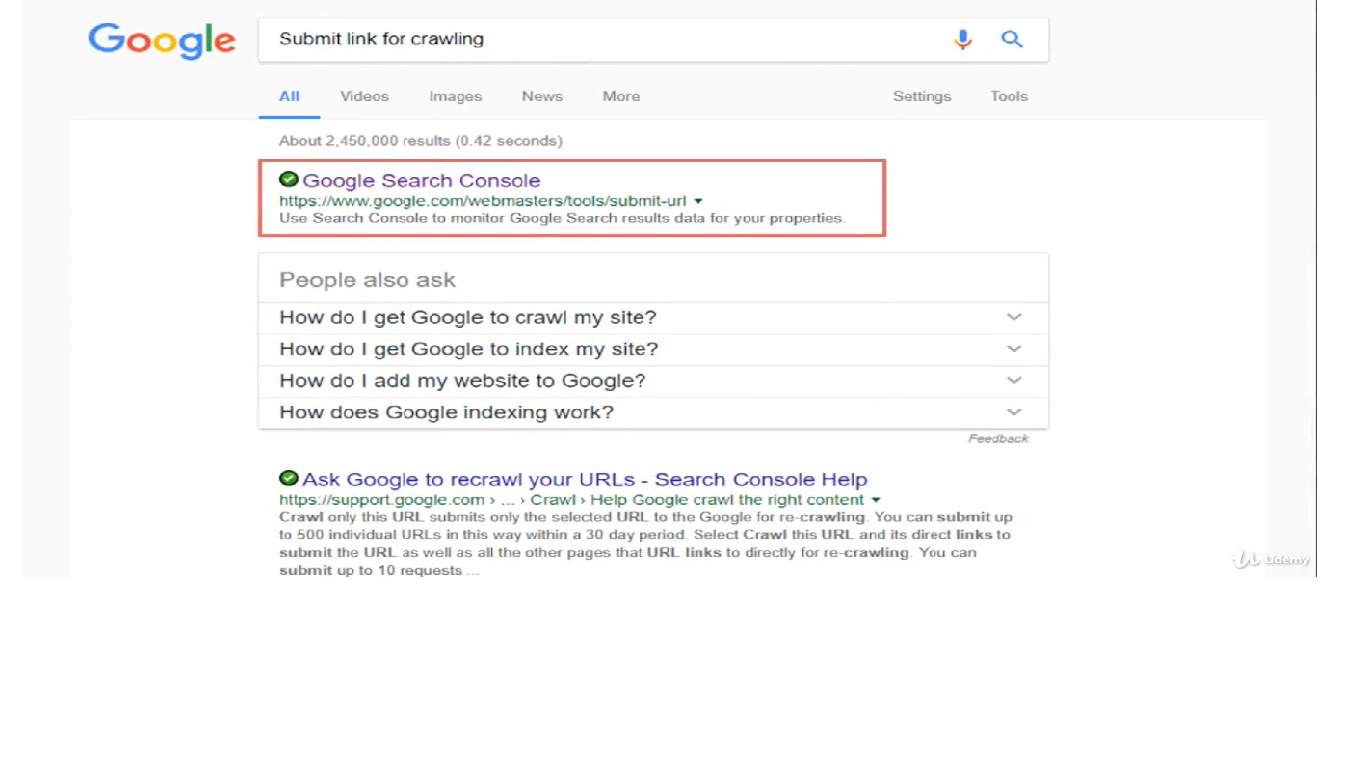 Google
Submit link for crawling
All Videos Images News More Settings Tools
About 2,450,000 results (0.42 seconds)
Google Search Console
https://www.google.com/webmasters/tools/submit-url
Use Search Console to monitor Google Search results data for your properties.
People also ask
How do I get Google to crawl my site?
How do I get Google to index my site?
How do I add my website to Google?
How does Google indexing work?
Feedback
Ask Google to recrawl your URLs - Search Console Help
https://support.google.com › ... › Crawl › Help Google crawl the right content
Crawl only this URL submits only the selected URL to the Google for re-crawling. You can submit up
to 500 individual URLs in this way within a 30 day period. Select Crawl this URL and its direct links to
submit the URL as well as all the other pages that URL links to directly for re-crawling. You can
submit up to 10 requests ...
Udemy